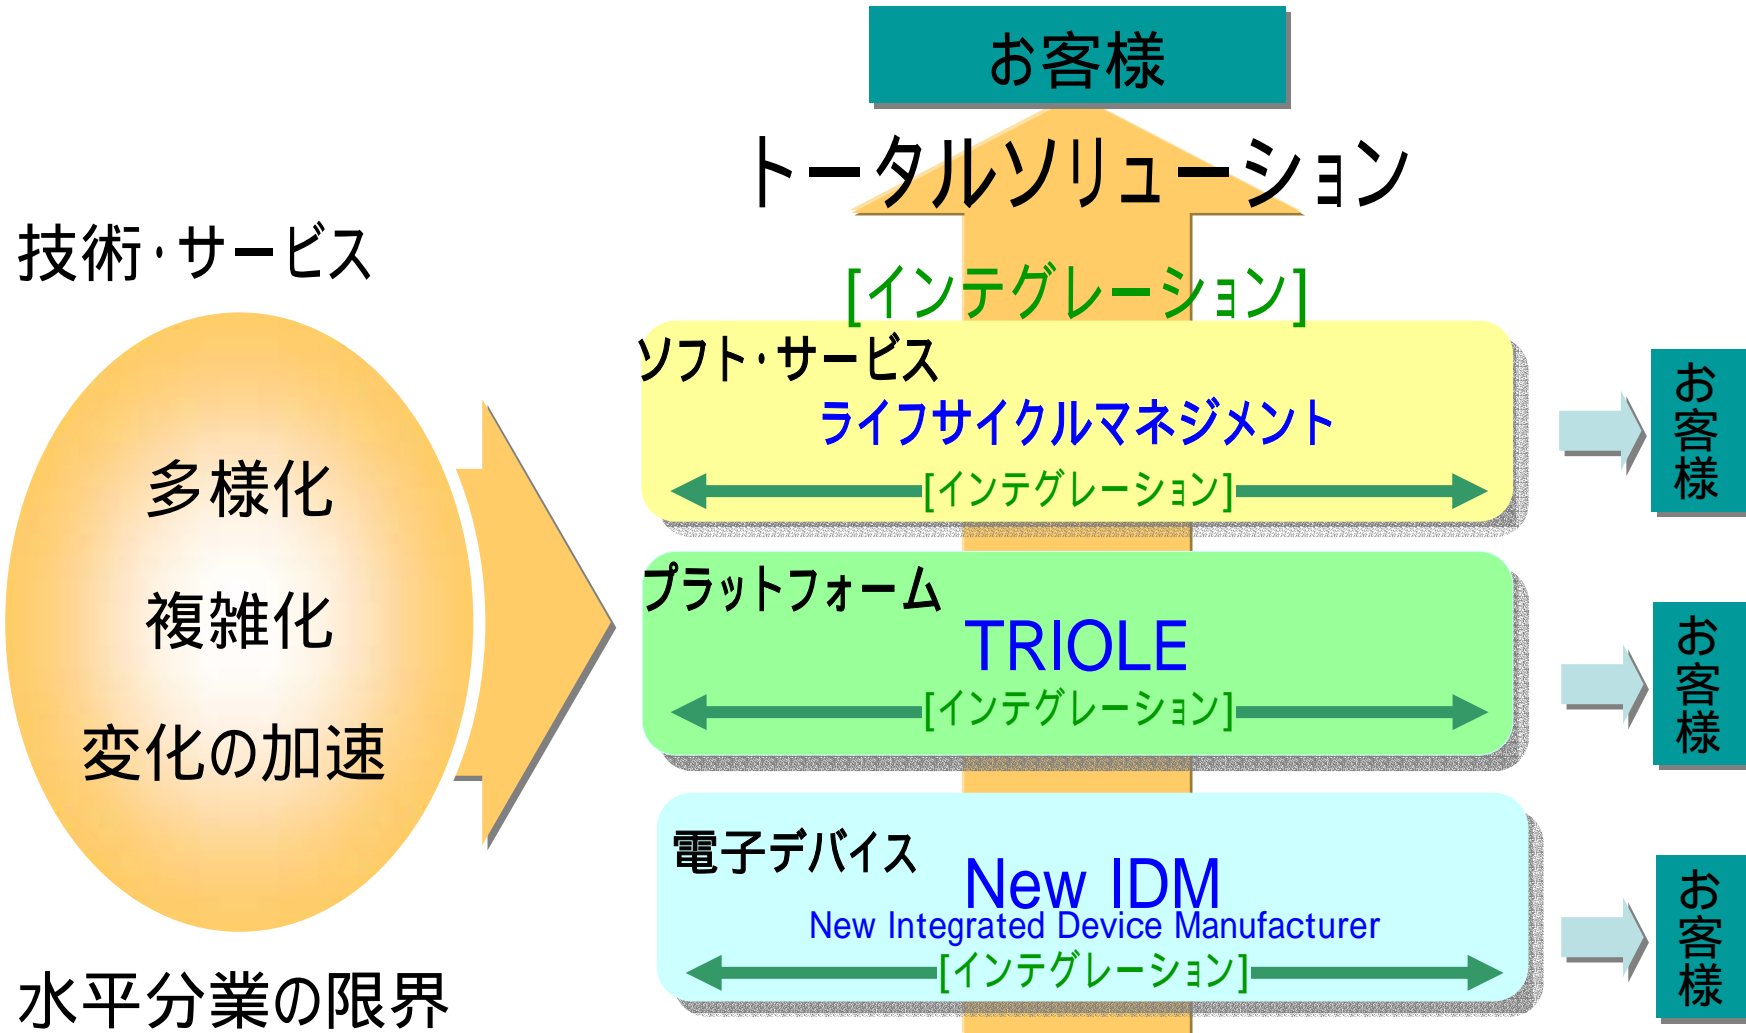 お客様
トータルソリューション
技術・サービス
[インテグレーション]
ソフト・サービス
ライフサイクルマネジメント
[インテグレーション]
お客様
多様化
複雑化
変化の加速
プラットフォーム
TRIOLE
[インテグレーション]
お客様
電子デバイス
New IDM
New Integrated Device Manufacturer
[インテグレーション]
お客様
水平分業の限界